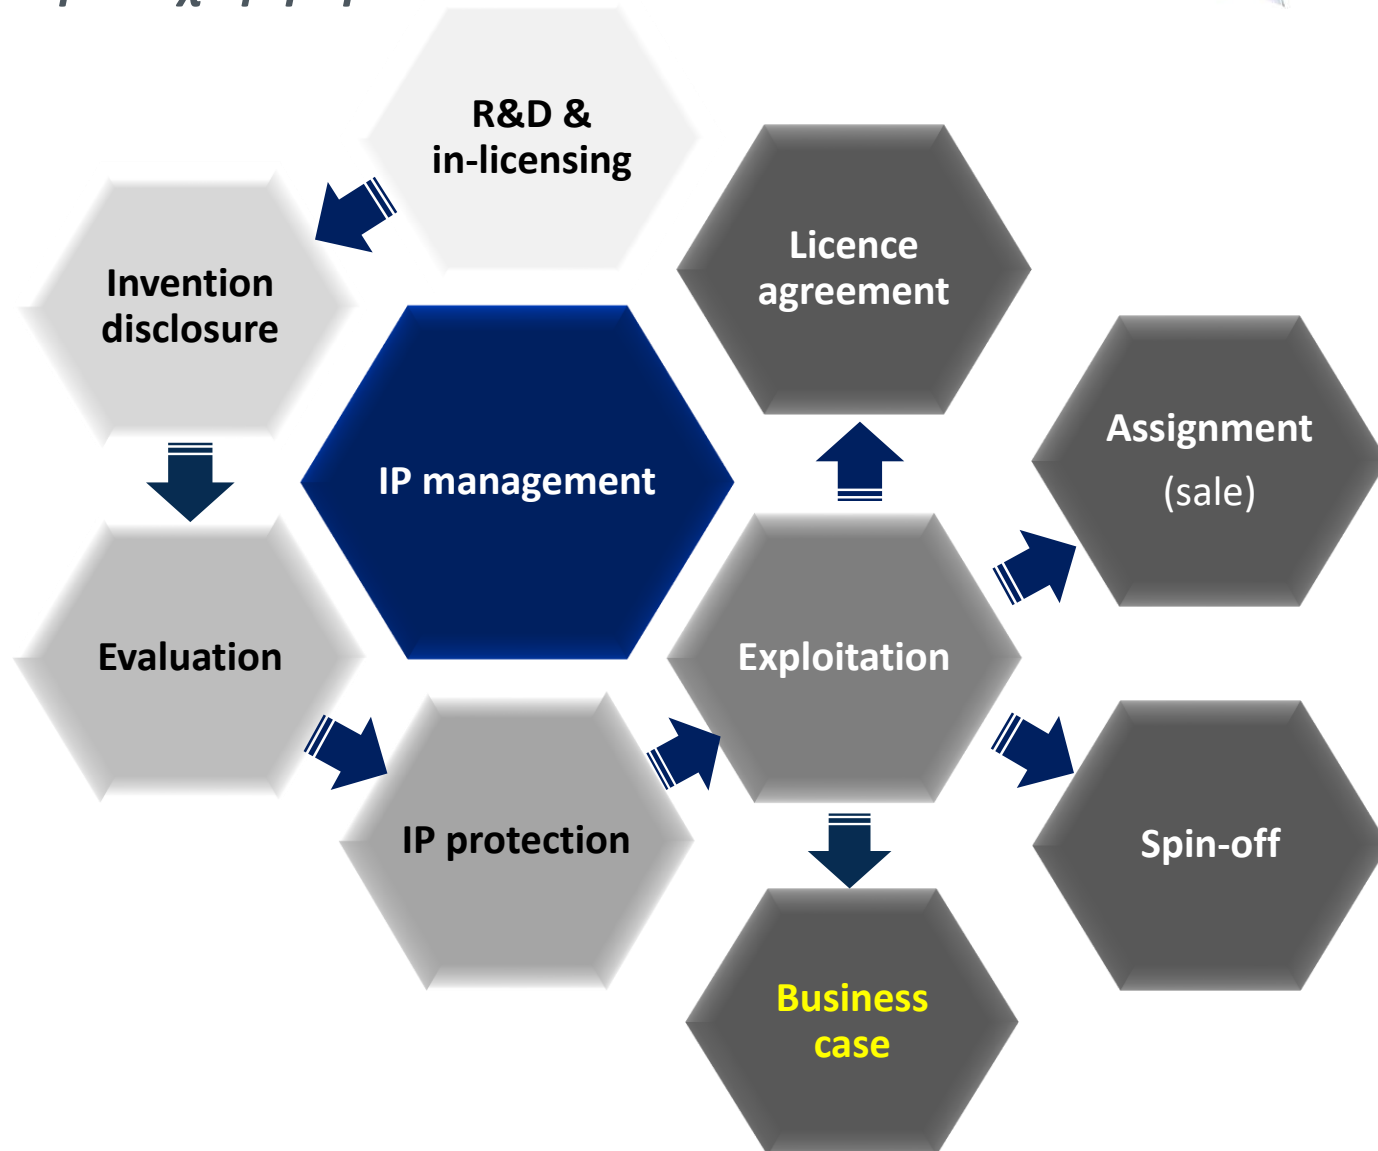 R&D &
in-licensing
Licence
agreement
Invention
disclosure
Assignment
(sale)
IP management
Evaluation
Exploitation
IP protection
Spin-off
Business
case